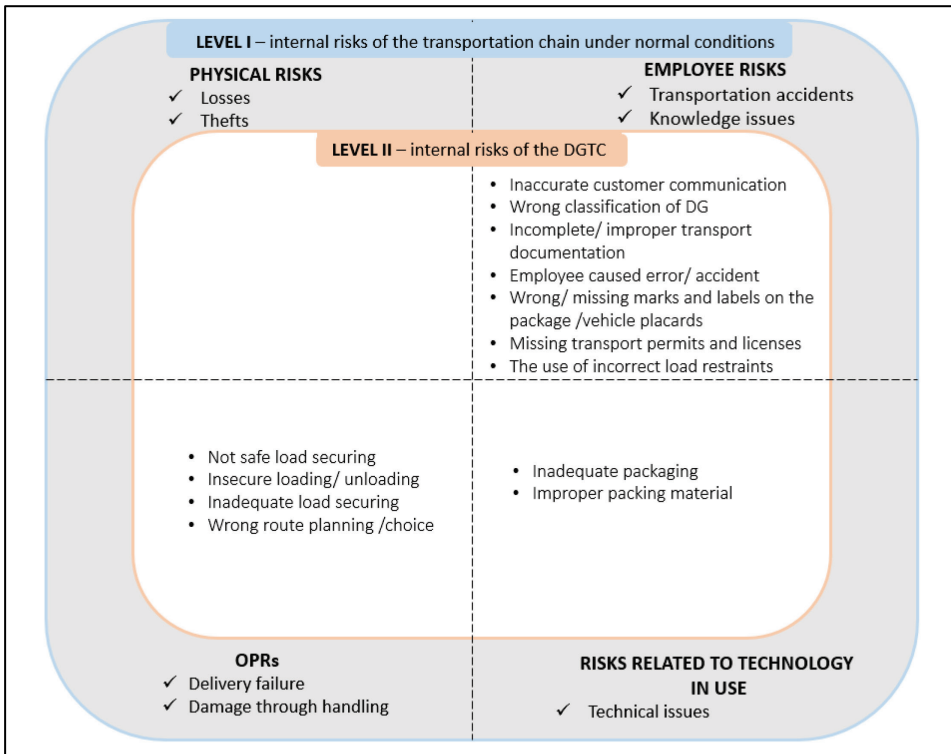 LEVEL I – internal risks of the transportation chain under normal conditions
PHYSICAL RISKS
✓ Losses
✓ Thefts
EMPLOYEE RISKS
✓ Transportation accidents
✓ Knowledge issues
LEVEL II – internal risks of the DGTC
• Inaccurate customer communication
• Wrong classification of DG
• Incomplete/ improper transport
documentation
• Employee caused error/ accident
• Wrong/ missing marks and labels on the
package /vehicle placards
• Missing transport permits and licenses
• The use of incorrect load restraints
• Not safe load securing
• Insecure loading/ unloading
• Inadequate load securing
• Wrong route planning /choice
• Inadequate packaging
• Improper packing material
OPRs
✓ Delivery failure
✓ Damage through handling
RISKS RELATED TO TECHNOLOGY
IN USE
✓ Technical issues